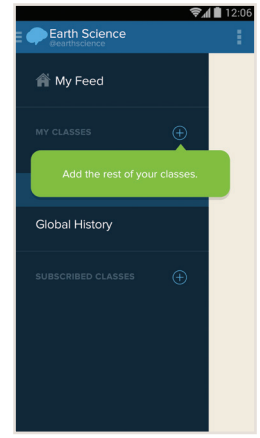 12:06
Earth Science
@earthscience
My Feed
MY CLASSES
Add the rest of your classes.
Global History
SUBSCRIBED CLASSES